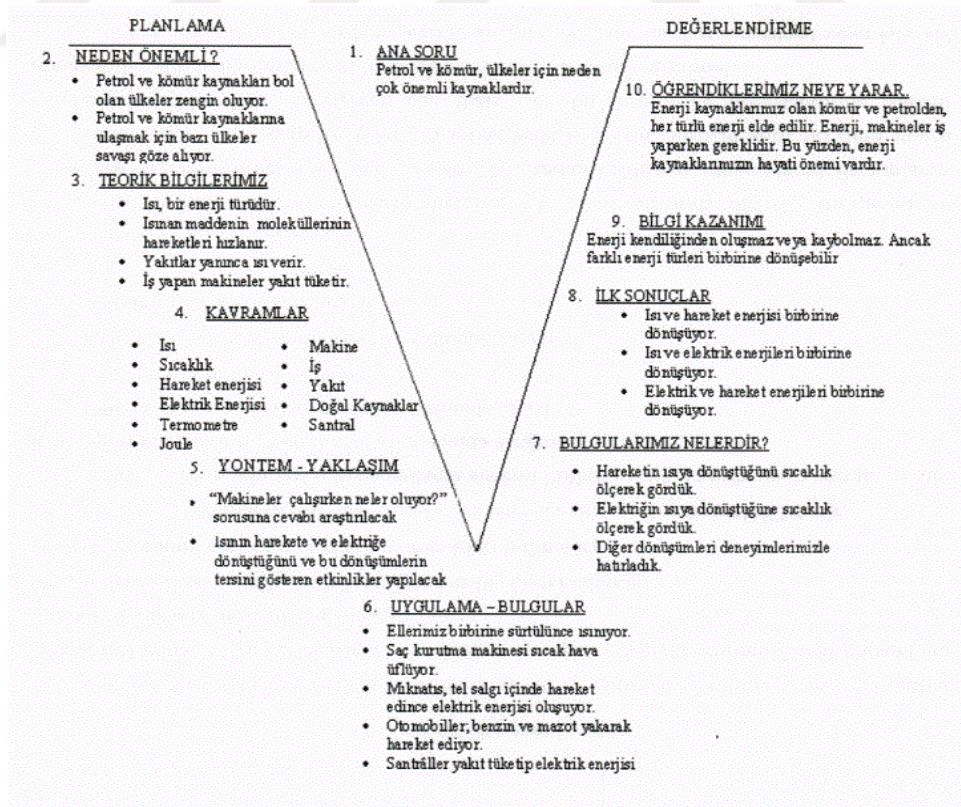 PLANLAMA
2. NEDEN ÖNEMLİ?
• Petrol ve kömür kaynakları bol
olan ülkeler zengin oluyor.
• Petrol ve kömür kaynaklarına
ulaşmak için bazı ülkeler
savaşı göze alıyor.
3. TEORİK BİLGİLERİMİZ
• Isı, bir enerji türüdür.
• Isınan maddenin moleküllerinin
hareketleri hızlanır.
• Yakıtlar yanınca ısı verir.
• İş yapan makineler yakıt tüketir.
4. KAVRAMLAR
• Isı
• Sıcaklık
• Hareket enerjisi
• Elektrik Enerjisi
• Termometre
• Joule
• Makine
• İş
• Yakıt
• Doğal Kaynaklar
• Santral
5. YONTEM - YAKLAŞIM
• “Makineler çalışırken neler oluyor?”
sorusuna cevabı araştırılacak
• Isının harekete ve elektriğe
dönüştüğünü ve bu dönüşümlerin
tersini gösteren etkinlikler yapılacak
1. ANA SORU
Petrol ve kömür, ülkeler için neden
çok önemli kaynaklardır.
DEĞERLENDİRME
10. ÖĞRENDİKLERİMİZ NEYE YARAR.
Enerji kaynaklarımız olan kömür ve petrolden,
her türlü enerji elde edilir. Enerji, makineler iş
yaparken gereklidir. Bu yüzden, enerji
kaynaklarımızın hayati önemi vardır.
9. BİLGİ KAZANIMI
Enerji kendiliğinden oluşmaz veya kaybolmaz. Ancak
farklı enerji türleri birbirine dönüşebilir
8. İLK SONUÇLAR
• Isı ve hareket enerjisi birbirine
dönüşüyor.
• Isı ve elektrik enerjileri birbirine
dönüşüyor.
• Elektrik ve hareket enerjileri birbirine
dönüşüyor.
7. BULGULARIMIZ NELERDİR?
• Hareketin ısıya dönüştüğünü sıcaklık
ölçerek gördük.
• Elektriğin ısıya dönüştüğüne sıcaklık
ölçerek gördük.
• Diğer dönüşümleri deneyimlerimizle
hatırladık.
6. UYGULAMA – BULGULAR
• Ellerimiz birbirine sürtülünce ısınıyor.
• Saç kurutma makinesi sıcak hava
üflüyor.
• Mıknatıs, tel salgı içinde hareket
edince elektrik enerjisi oluşuyor.
• Otomobiller; benzin ve mazot yakarak
hareket ediyor.
• Santrâller yakıt tüketip elektrik enerjisi